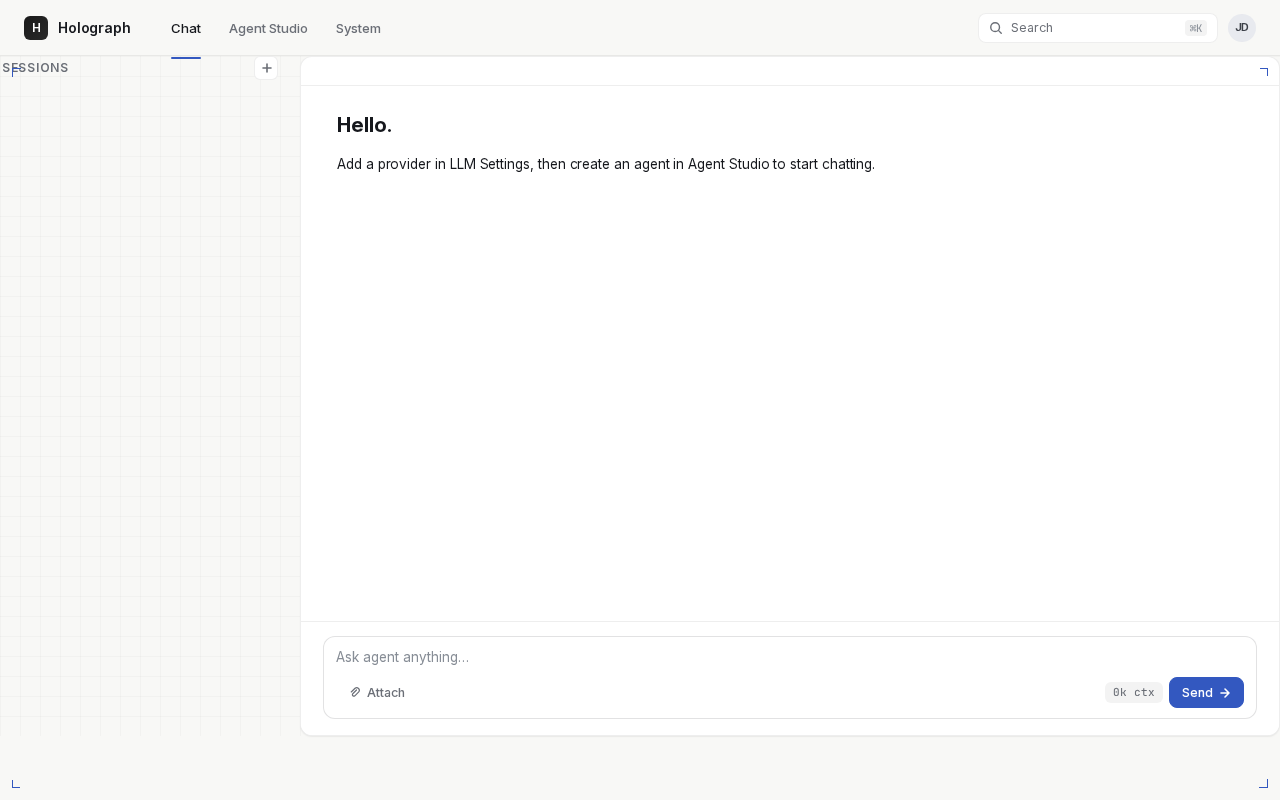 H Holograph Chat Agent Studio System Search ⌘K JD
SESSIONS
Hello.
Add a provider in LLM Settings, then create an agent in Agent Studio to start chatting.
Ask agent anything…
Attach 0k ctx Send